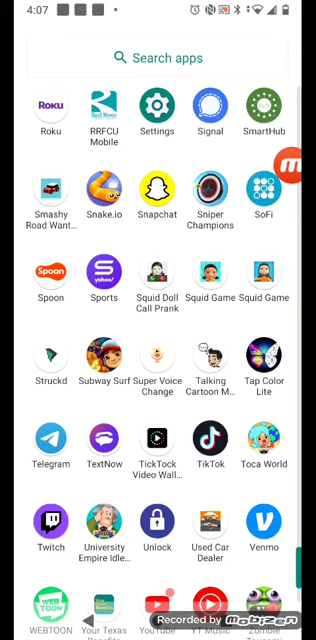 4:07
Search apps
Roku
RRFCU
Mobile
Settings
Signal
SmartHub
Smashy
Road Want...
Snake.io
Snapchat
Sniper
Champions
SoFi
Spoon
Sports
Squid Doll
Call Prank
Squid Game
Squid Game
Struckd
Subway Surf
Super Voice
Change
Talking
Cartoon M...
Tap Color
Lite
Telegram
TextNow
TickTock
Video Wall...
TikTok
Toca World
Twitch
University
Empire Idle...
Unlock
Used Car
Dealer
Venmo
WEBTOON
Your Texas
Benefits
YouTube
YT Music
Recorded by Mobizen